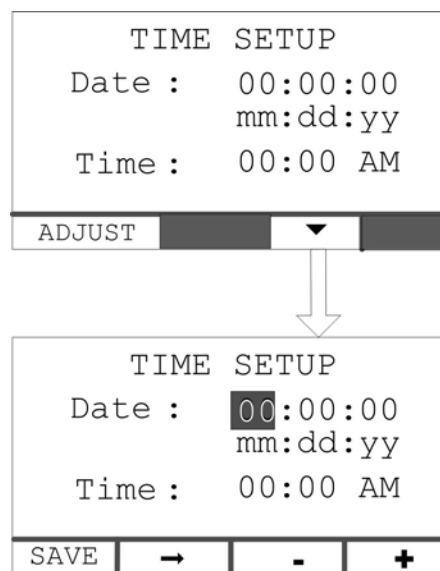 TIME SETUP
Date : 00:00:00
mm:dd:yy
Time : 00:00 AM
ADJUST ▼
TIME SETUP
Date : 00:00:00
mm:dd:yy
Time : 00:00 AM
SAVE → - +